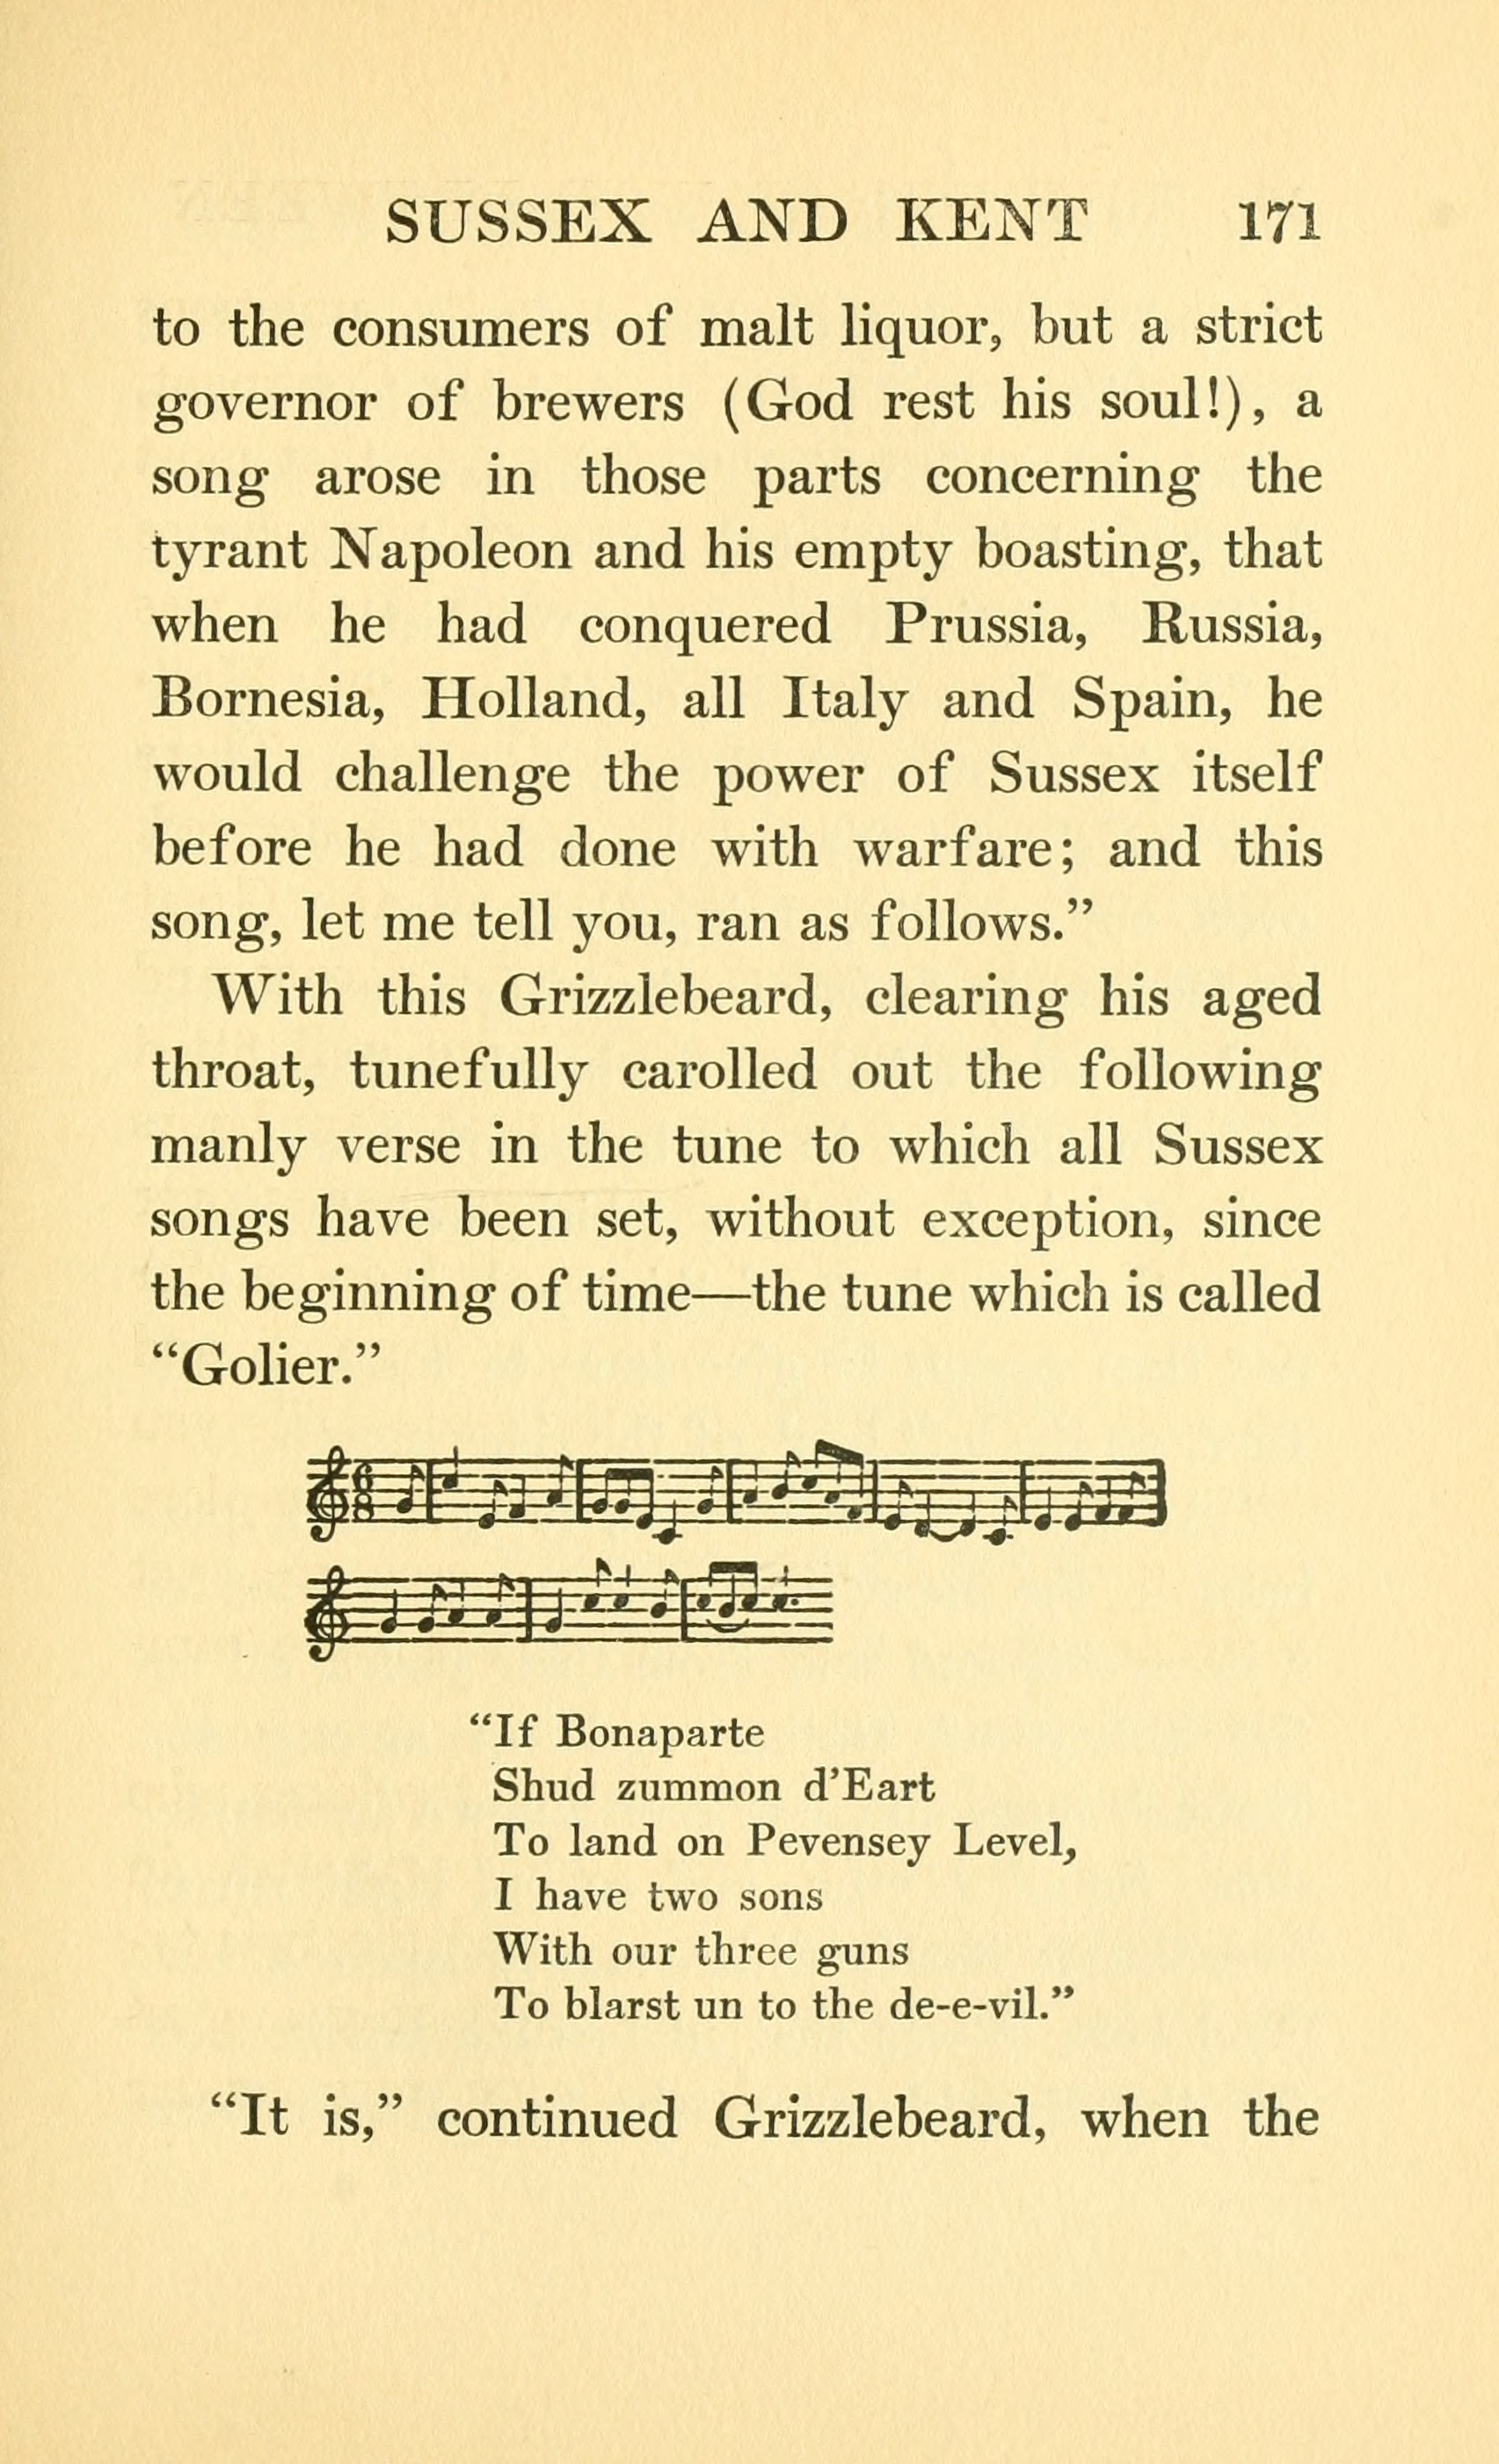 SUSSEX AND KENT 171
to the consumers of malt liquor, but a strict
governor of brewers (God rest his soul!), a
song arose in those parts concerning the
tyrant Napoleon and his empty boasting, that
when he had conquered Prussia, Russia,
Bornesia, Holland, all Italy and Spain, he
would challenge the power of Sussex itself
before he had done with warfare; and this
song, let me tell you, ran as follows.”
With this Grizzlebeard, clearing his aged
throat, tunefully carolled out the following
manly verse in the tune to which all Sussex
songs have been set, without exception, since
the beginning of time—the tune which is called
“Golier.”
6
8
“If Bonaparte
Shud zummon d’Eart
To land on Pevensey Level,
I have two sons
With our three guns
To blarst un to the de-e-vil.”
“It is,” continued Grizzlebeard, when the